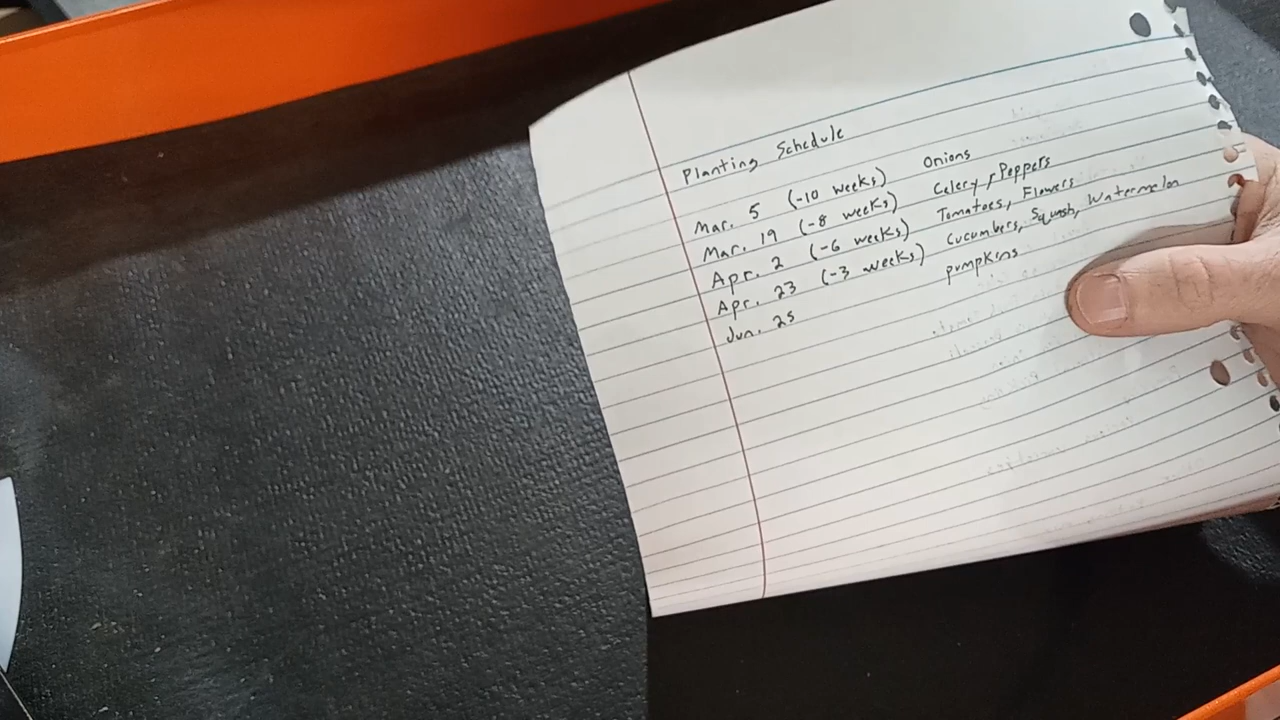 Planting Schedule
Mar. 5 (-10 weeks) Onions
Mar. 19 (-8 weeks) Celery, Peppers
Apr. 2 (-6 weeks) Tomatoes, Flowers
Apr. 23 (-3 weeks) Cucumbers, Squash, Watermelon
Jun. 25 pumpkins